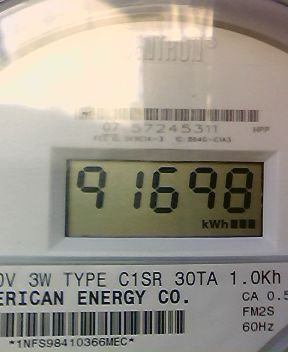 07 57245311 HPP
91698
kWh
0V 3W TYPE C1SR 30TA 1.0Kh
ERICAN ENERGY CO.
CA 0.5
FM2S
60Hz
*1NFS98410366MEC*